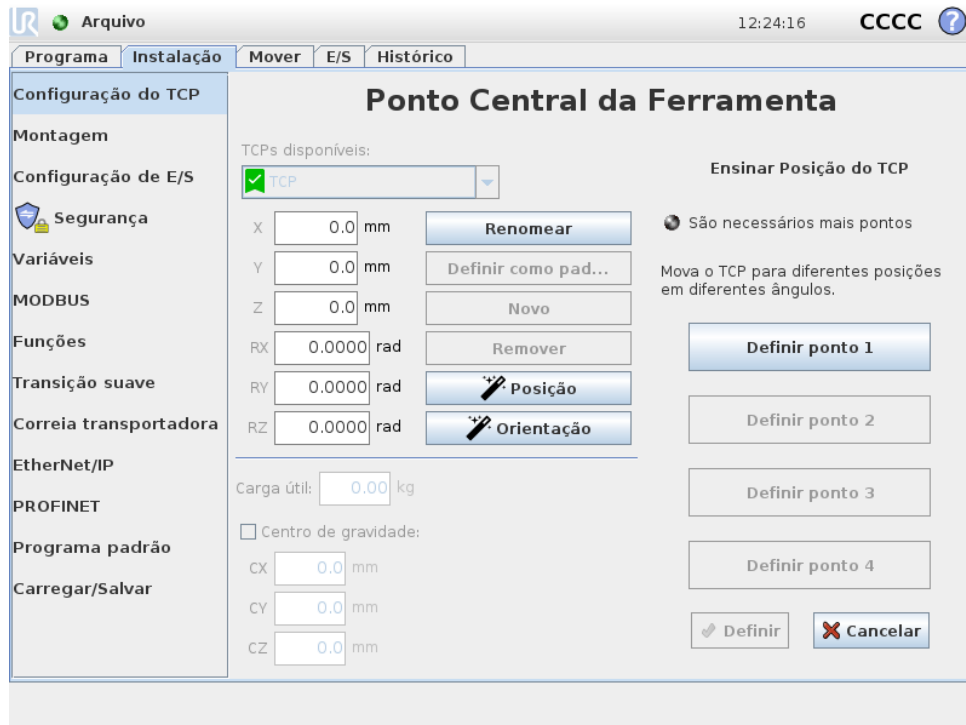 UR Arquivo 12:24:16 CCCC ?
Programa Instalação Mover E/S Histórico
Configuração do TCP
Montagem
Configuração de E/S
Segurança
Variáveis
MODBUS
Funções
Transição suave
Correia transportadora
EtherNet/IP
PROFINET
Programa padrão
Carregar/Salvar
Ponto Central da Ferramenta
TCPs disponíveis:
TCP
X 0.0 mm Renomear
Y 0.0 mm Definir como pad...
Z 0.0 mm Novo
RX 0.0000 rad Remover
RY 0.0000 rad Posição
RZ 0.0000 rad Orientação
Carga útil: 0.00 kg
Centro de gravidade:
CX 0.0 mm
CY 0.0 mm
CZ 0.0 mm
Ensinar Posição do TCP
São necessários mais pontos
Mova o TCP para diferentes posições
em diferentes ângulos.
Definir ponto 1
Definir ponto 2
Definir ponto 3
Definir ponto 4
Definir Cancelar